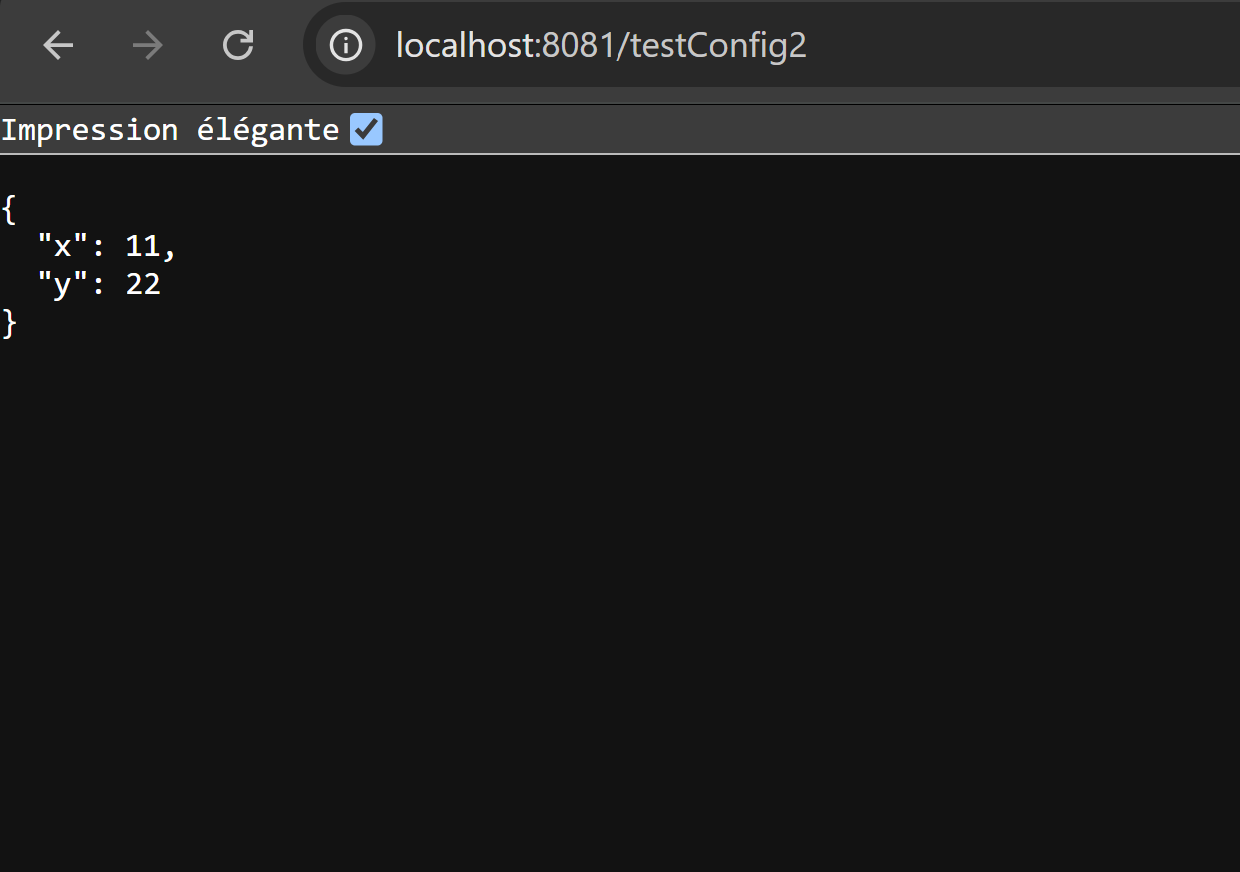 localhost:8081/testConfig2
Impression élégante
{
  "x": 11,
  "y": 22
}